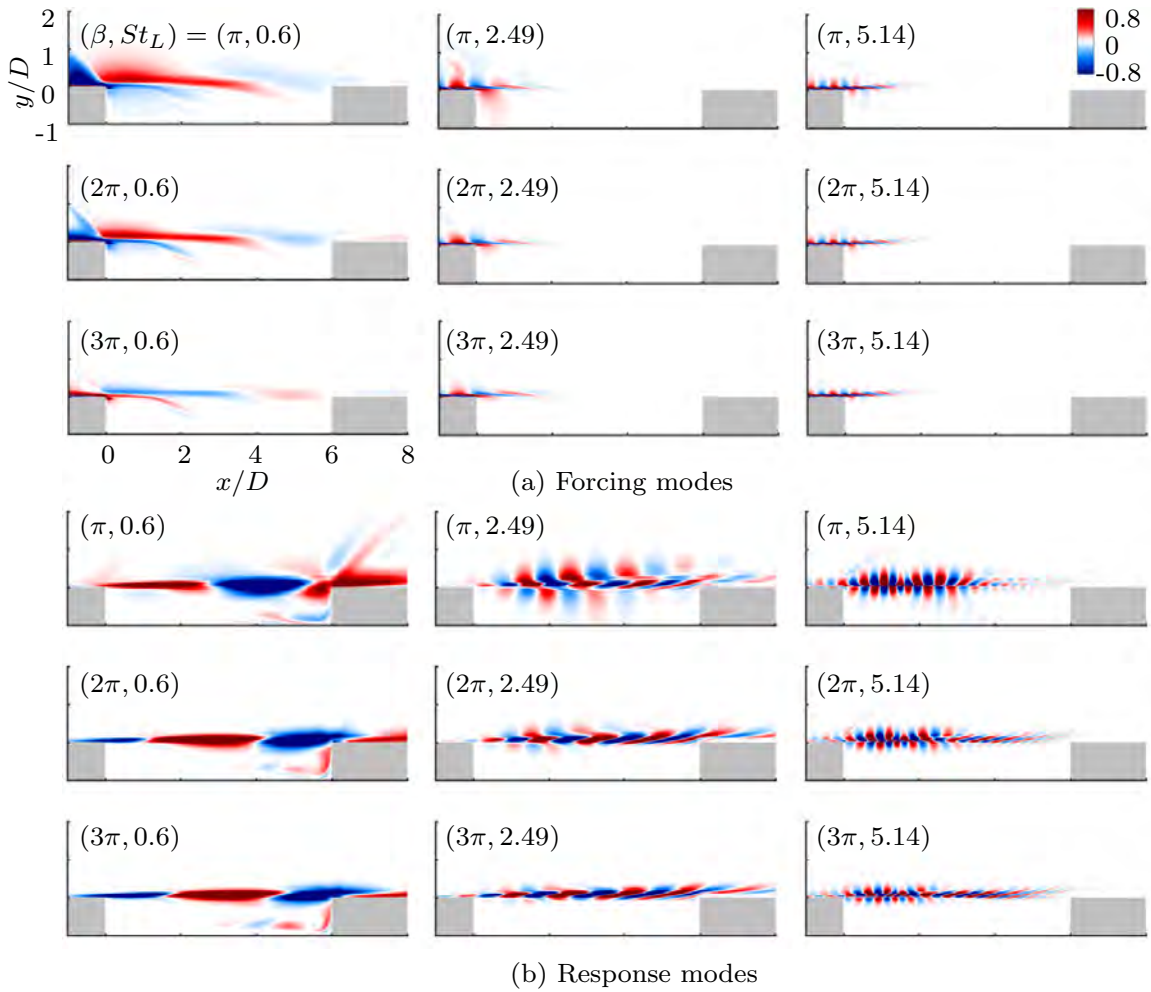 2
1
0
-1
y/D
(β, St_L) = (π, 0.6)
(π, 2.49)
(π, 5.14)
0.8
0
-0.8
(2π, 0.6)
(2π, 2.49)
(2π, 5.14)
(3π, 0.6)
(3π, 2.49)
(3π, 5.14)
0 2 4 6 8
x/D
(a) Forcing modes
(π, 0.6)
(π, 2.49)
(π, 5.14)
(2π, 0.6)
(2π, 2.49)
(2π, 5.14)
(3π, 0.6)
(3π, 2.49)
(3π, 5.14)
(b) Response modes